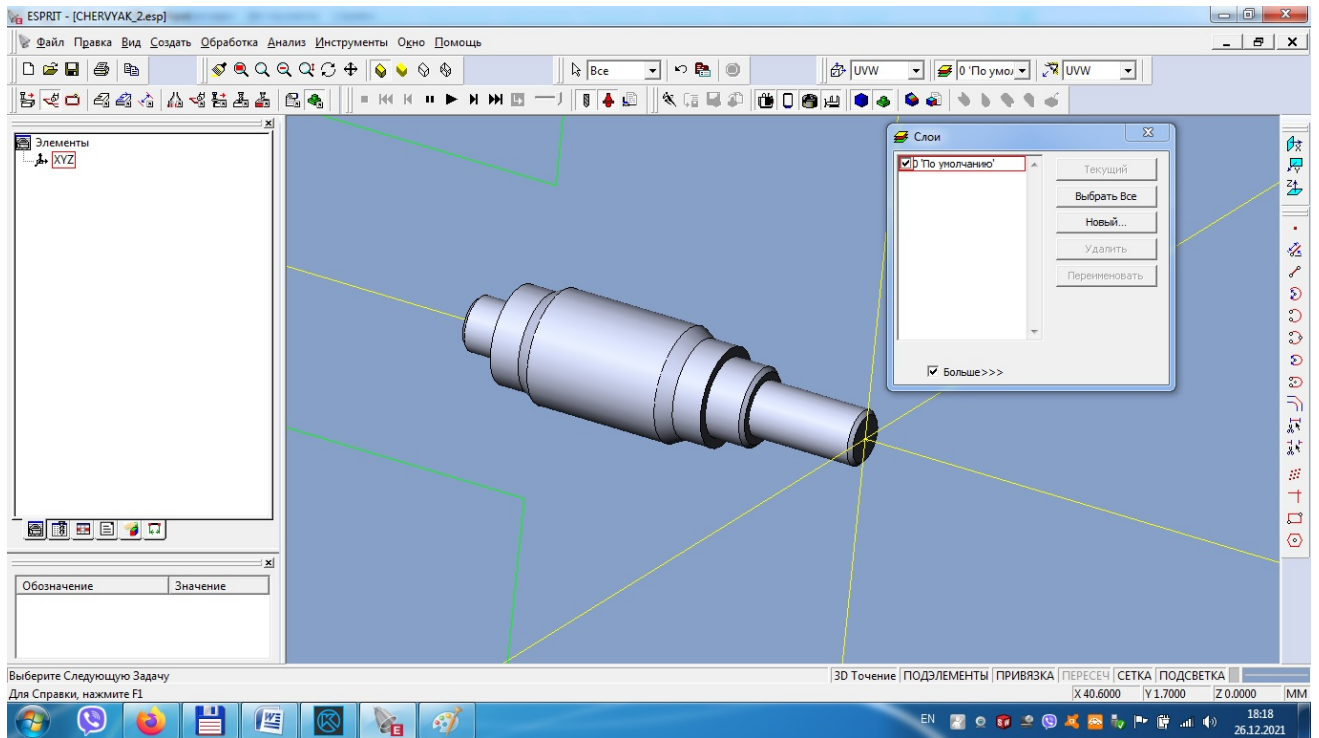 ESPRIT - [CHERVYAK_2.esp]
Файл Правка Вид Создать Обработка Анализ Инструменты Окно Помощь
Все UVW 0 'По умол UVW
Элементы
XYZ
Слои
0 'По умолчанию'
Текущий
Выбрать Все
Новый...
Удалить
Переименовать
Больше>>>
Обозначение Значение
Выберите Следующую Задачу
3D Точение ПОДЭЛЕМЕНТЫ ПРИВЯЗКА ПЕРЕСЕЧ СЕТКА ПОДСВЕТКА
Для Справки, нажмите F1
X 40.6000 Y 1.7000 Z 0.0000 MM
EN
18:18
26.12.2021